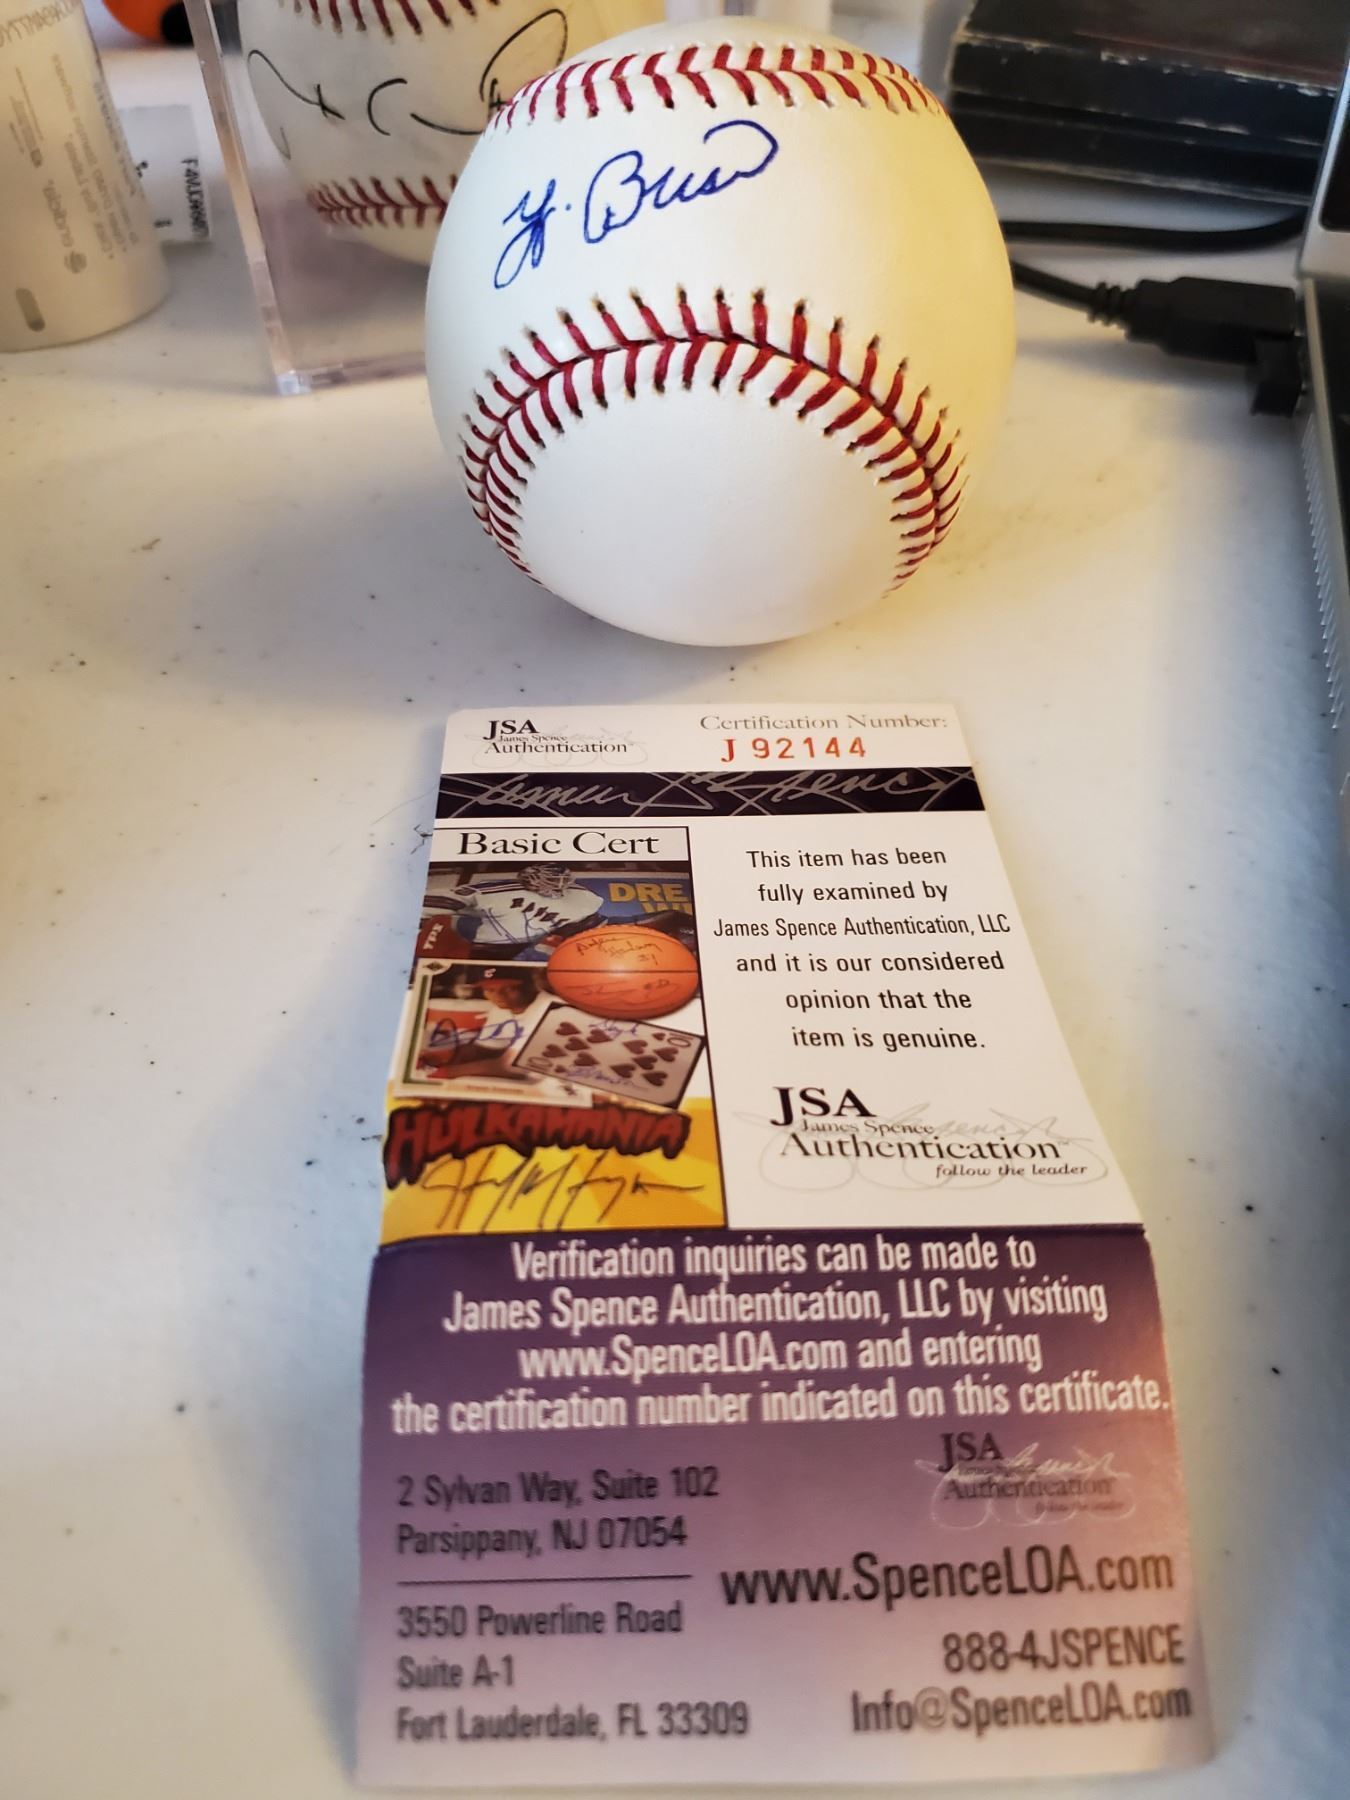 Y. Busd
JSA
James Spence
Authentication
Certification Number:
J 92144
Basic Cert
DRE
HULKAMANIA
This item has been
fully examined by
James Spence Authentication, LLC
and it is our considered
opinion that the
item is genuine.
JSA
James Spence
Authentication™
follow the leader
Verification inquiries can be made to
James Spence Authentication, LLC by visiting
www.SpenceLOA.com and entering
the certification number indicated on this certificate.
JSA
Authentication
2 Sylvan Way, Suite 102
Parsippany, NJ 07054
3550 Powerline Road
Suite A-1
Fort Lauderdale, FL 33309
www.SpenceLOA.com
888-4JSPENCE
Info@SpenceLOA.com